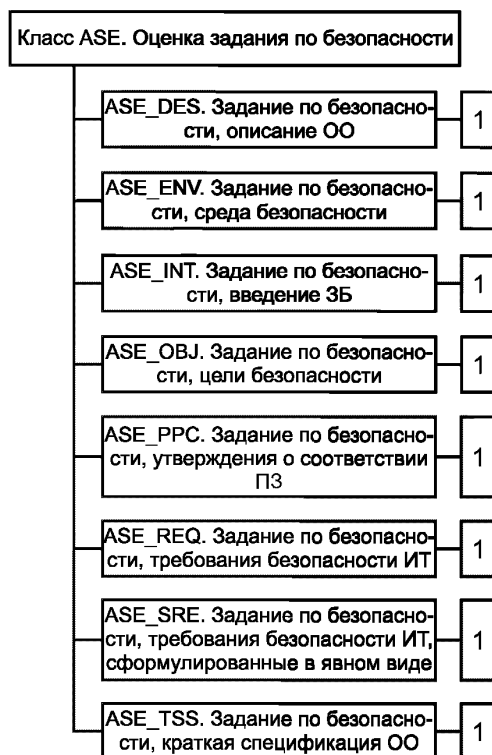 Класс ASE. Оценка задания по безопасности
ASE_DES. Задание по безопасно-
сти, описание ОО
1
ASE_ENV. Задание по безопасно-
сти, среда безопасности
1
ASE_INT. Задание по безопасно-
сти, введение ЗБ
1
ASE_OBJ. Задание по безопасно-
сти, цели безопасности
1
ASE_PPC. Задание по безопасно-
сти, утверждения о соответствии
ПЗ
1
ASE_REQ. Задание по безопасно-
сти, требования безопасности ИТ
1
ASE_SRE. Задание по безопасно-
сти, требования безопасности ИТ,
сформулированные в явном виде
1
ASE_TSS. Задание по безопасно-
сти, краткая спецификация ОО
1